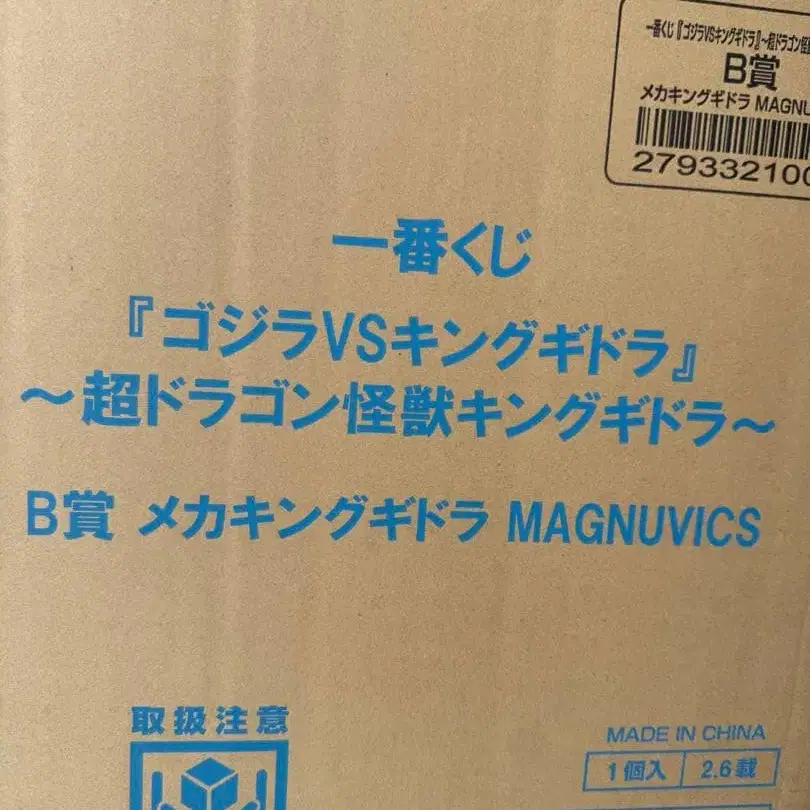 一番くじ『ゴジラVSキングギドラ』~超ドラゴン怪
B賞
メカキングギドラ MAGNU
27933210
一番くじ
『ゴジラVSキングギドラ』
~超ドラゴン怪獣キングギドラ~
B賞 メカキングギドラ MAGNUVICS
取扱注意
MADE IN CHINA
1個入 2.6載